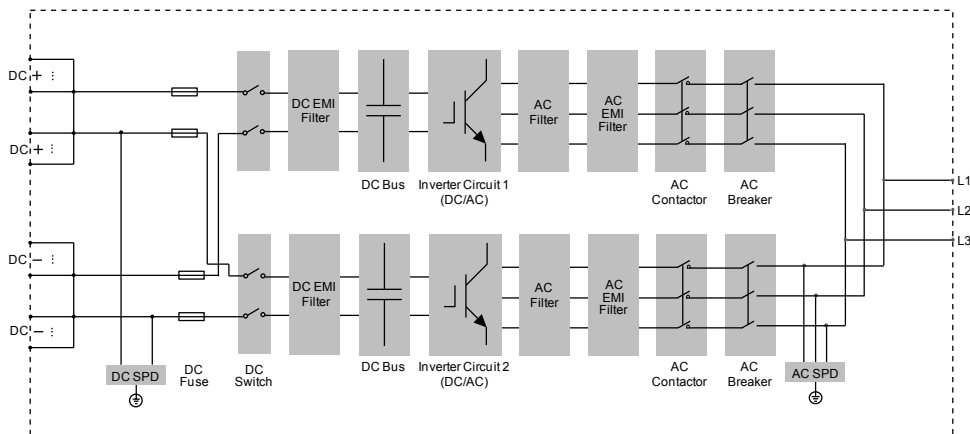 DC + ⋮
DC + ⋮
DC − ⋮
DC − ⋮
DC EMI
Filter
DC Bus
Inverter Circuit 1
(DC/AC)
AC
Filter
AC
EMI
Filter
AC
Contactor
AC
Breaker
L1
L2
L3
DC EMI
Filter
DC Bus
Inverter Circuit 2
(DC/AC)
AC
Filter
AC
EMI
Filter
AC
Contactor
AC
Breaker
DC SPD
DC
Fuse
DC
Switch
AC SPD